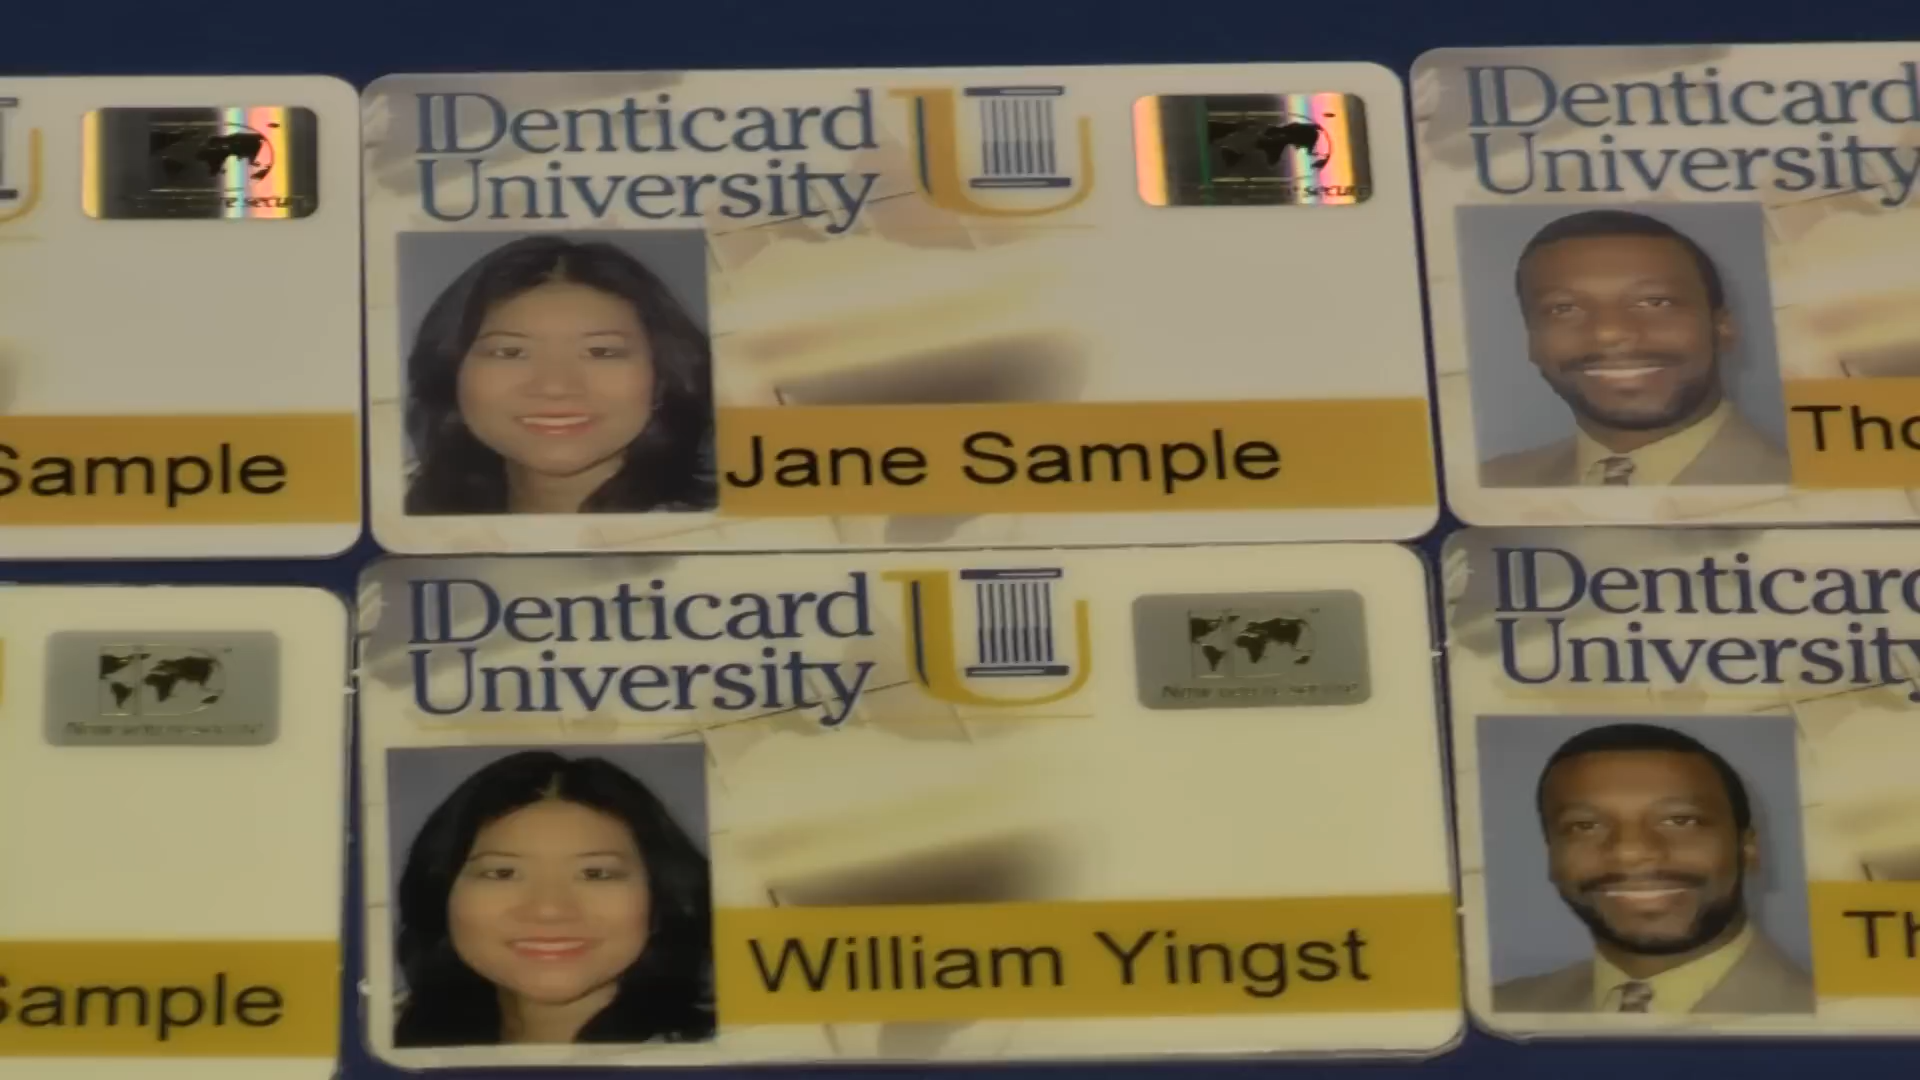 IDenticard
University
Sample
Jane Sample
IDenticard
University
Tho
IDenticard
University
Sample
William Yingst
IDenticard
University
Th